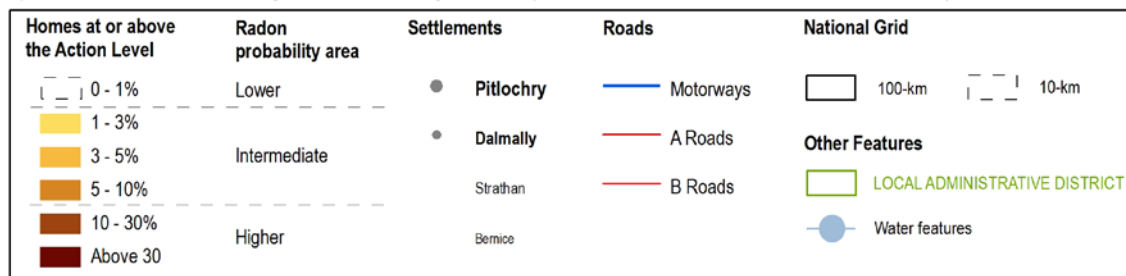 Homes at or above
the Action Level
Radon
probability area
Settlements
Roads
National Grid
0 - 1%
Lower
Pitlochry
Motorways
100-km
10-km
1 - 3%
Dalmally
A Roads
3 - 5%
Intermediate
Other Features
5 - 10%
Strathan
B Roads
LOCAL ADMINISTRATIVE DISTRICT
10 - 30%
Higher
Bernice
Water features
Above 30